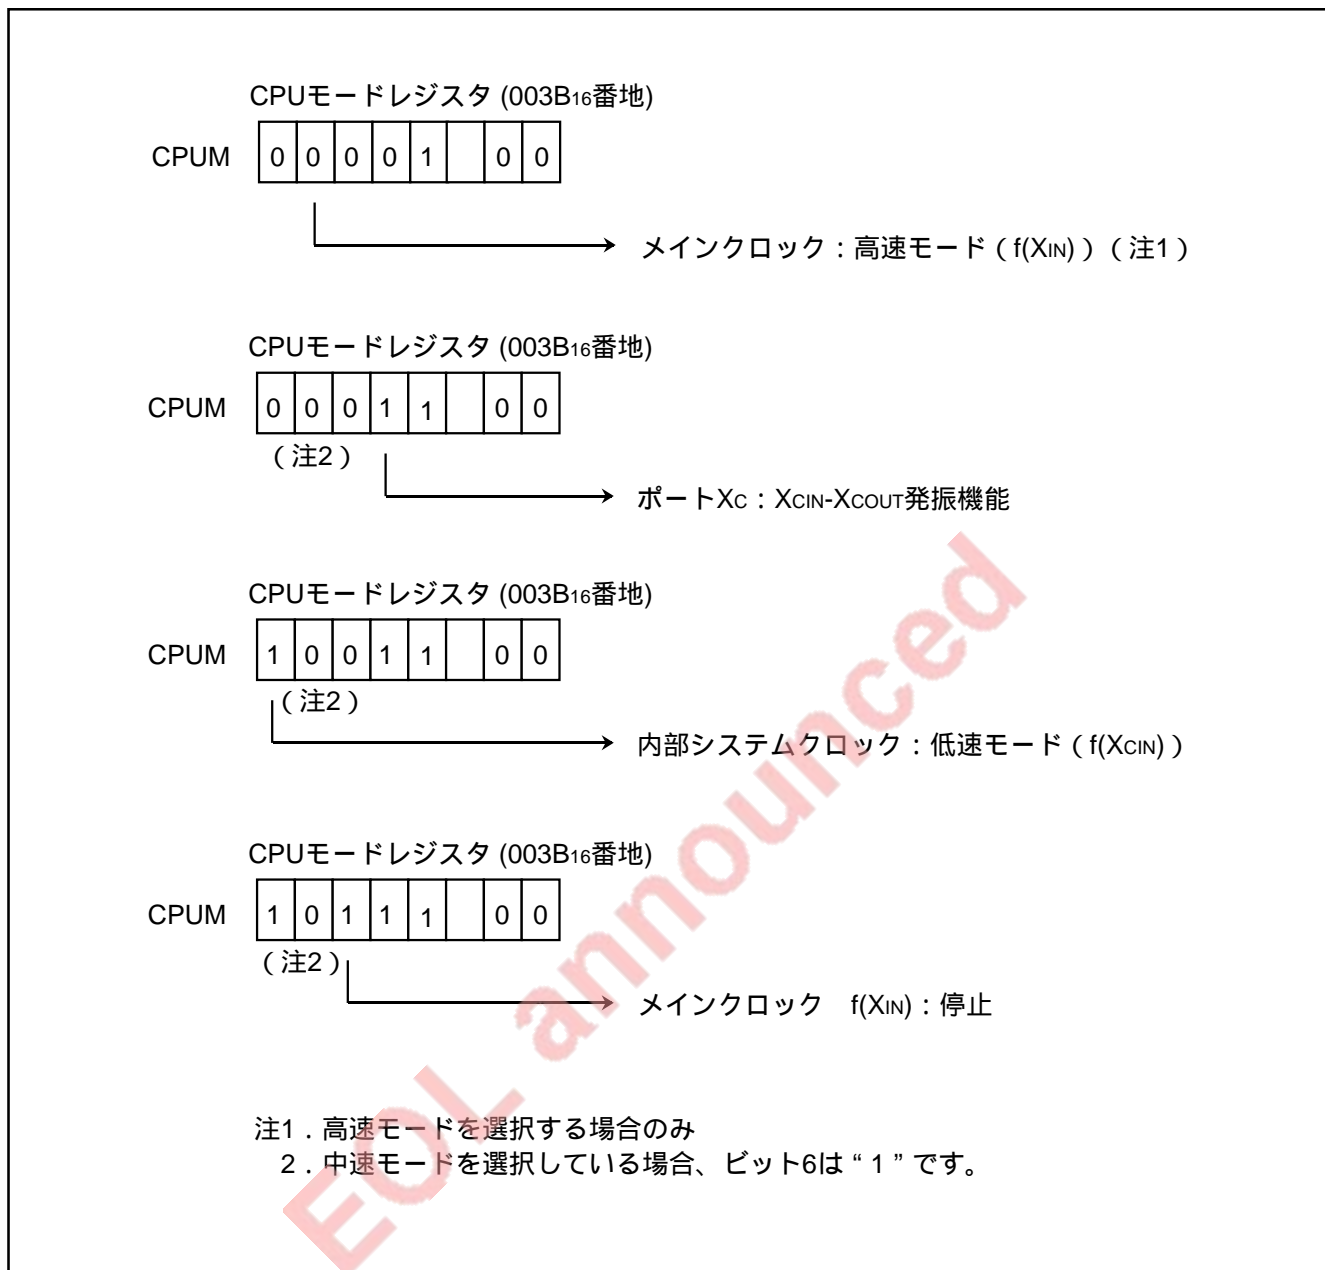 CPUモードレジスタ (003B16番地)
CPUM 0 0 0 0 1 0 0
メインクロック：高速モード（f(XIN)）（注1）
CPUモードレジスタ (003B16番地)
CPUM 0 0 0 1 1 0 0
（注2）
ポートXC：XCIN-XCOUT発振機能
CPUモードレジスタ (003B16番地)
CPUM 1 0 0 1 1 0 0
（注2）
内部システムクロック：低速モード（f(XCIN)）
CPUモードレジスタ (003B16番地)
CPUM 1 0 1 1 1 0 0
（注2）
メインクロック　f(XIN)：停止
注1．高速モードを選択する場合のみ
2．中速モードを選択している場合、ビット6は“1”です。
EOL announced